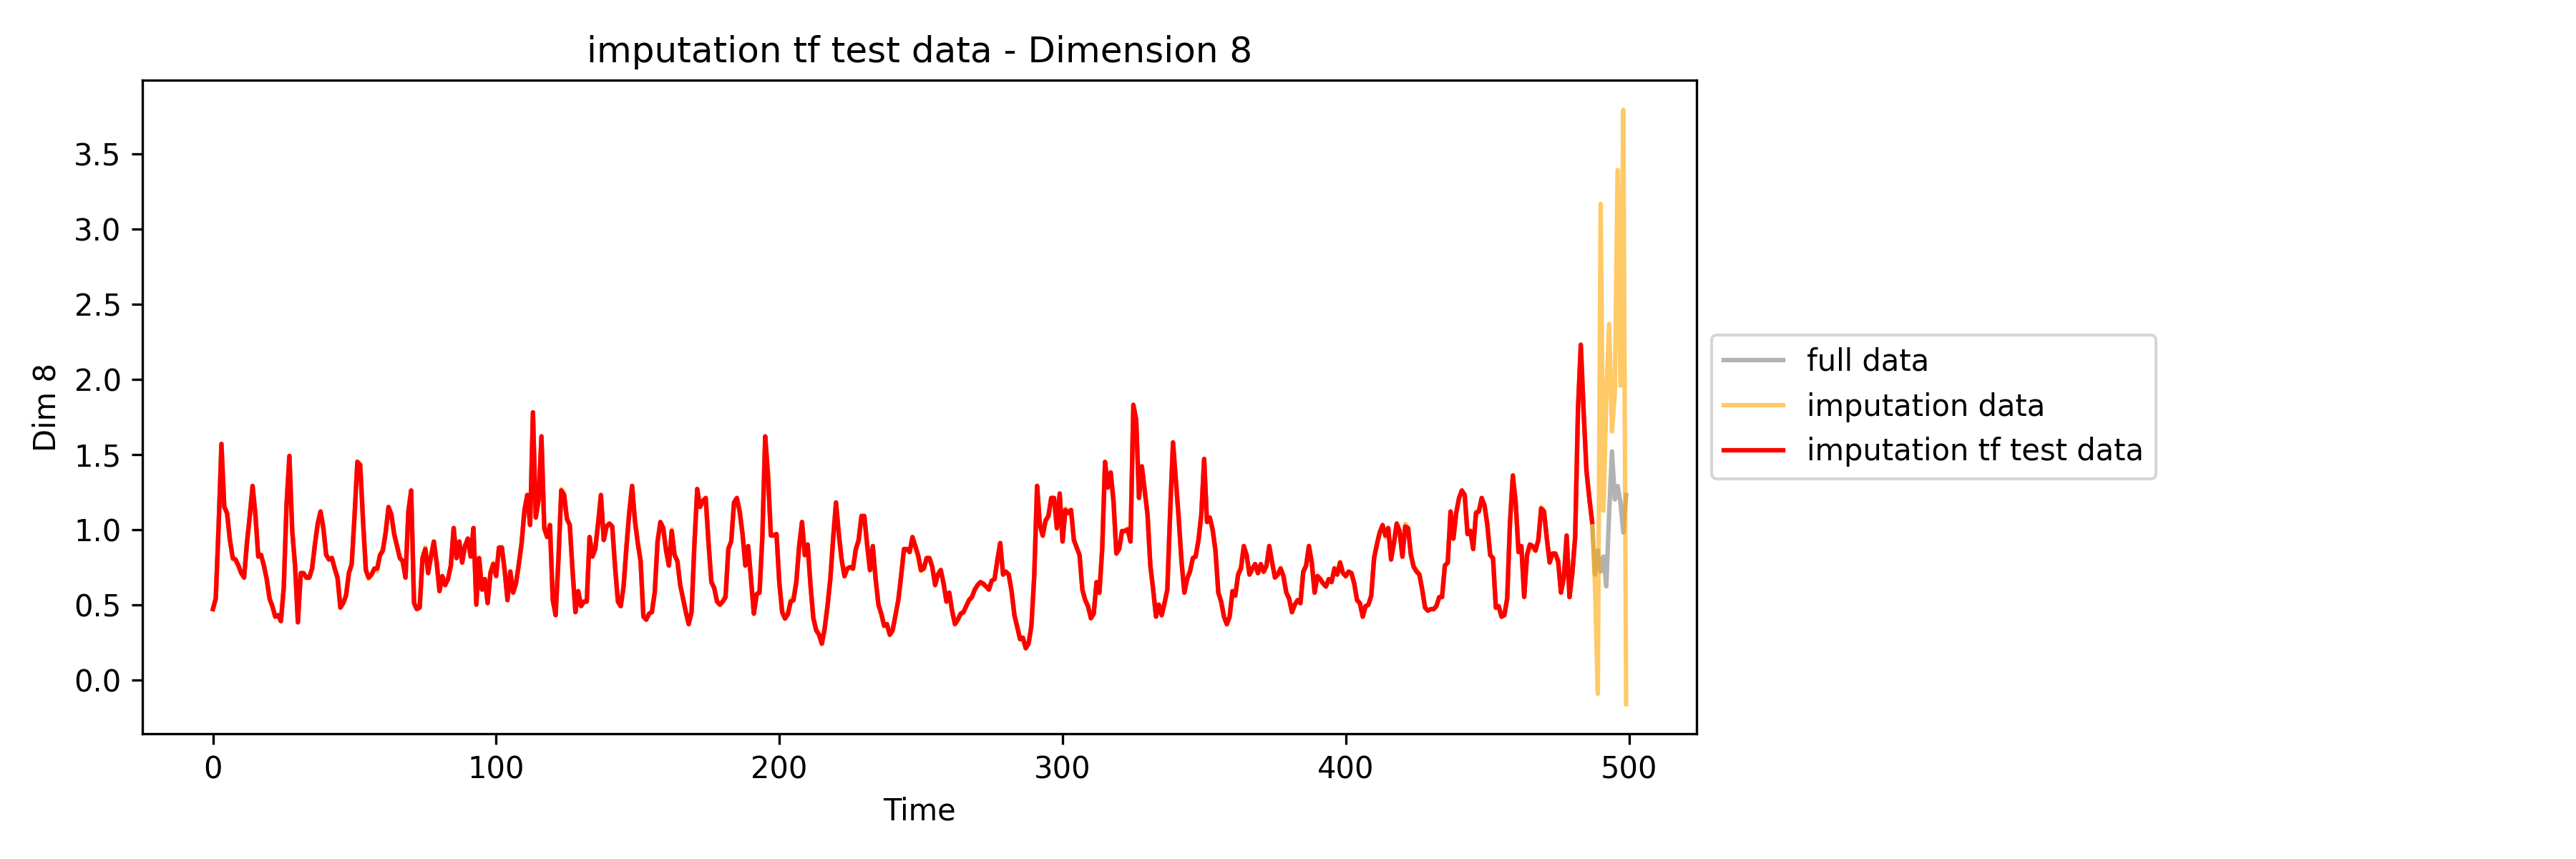 imputation tf test data - Dimension 8
Dim 8
3.5
3.0
2.5
2.0
1.5
1.0
0.5
0.0
0 100 200 300 400 500
Time
full data
imputation data
imputation tf test data